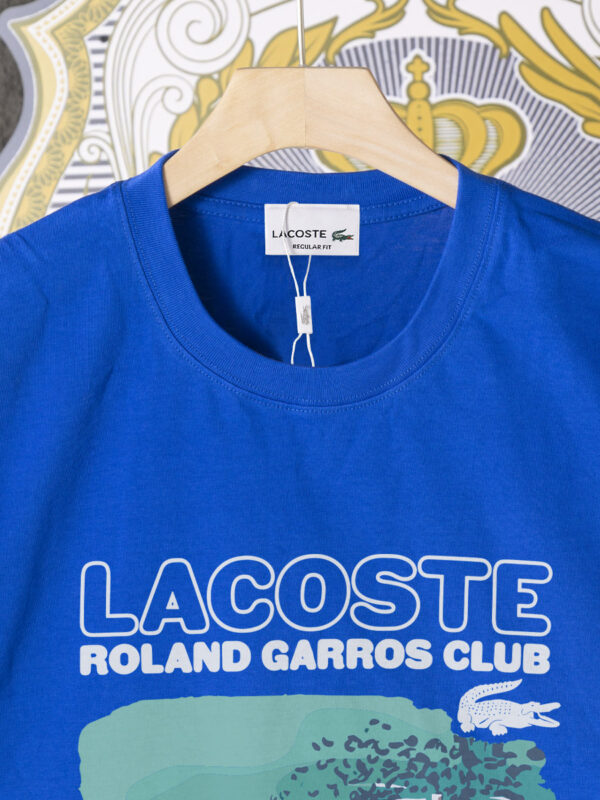 LACOSTE
REGULAR FIT
LACOSTE
ROLAND GARROS CLUB